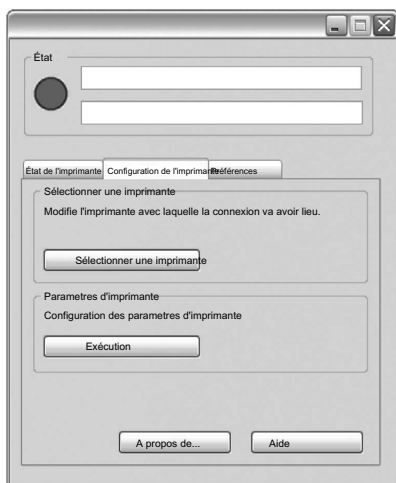 État
État de l'imprimante Configuration de l'imprimante Préférences
Sélectionner une imprimante
Modifie l'imprimante avec laquelle la connexion va avoir lieu.
Sélectionner une imprimante
Parametres d'imprimante
Configuration des parametres d'imprimante
Exécution
A propos de... Aide